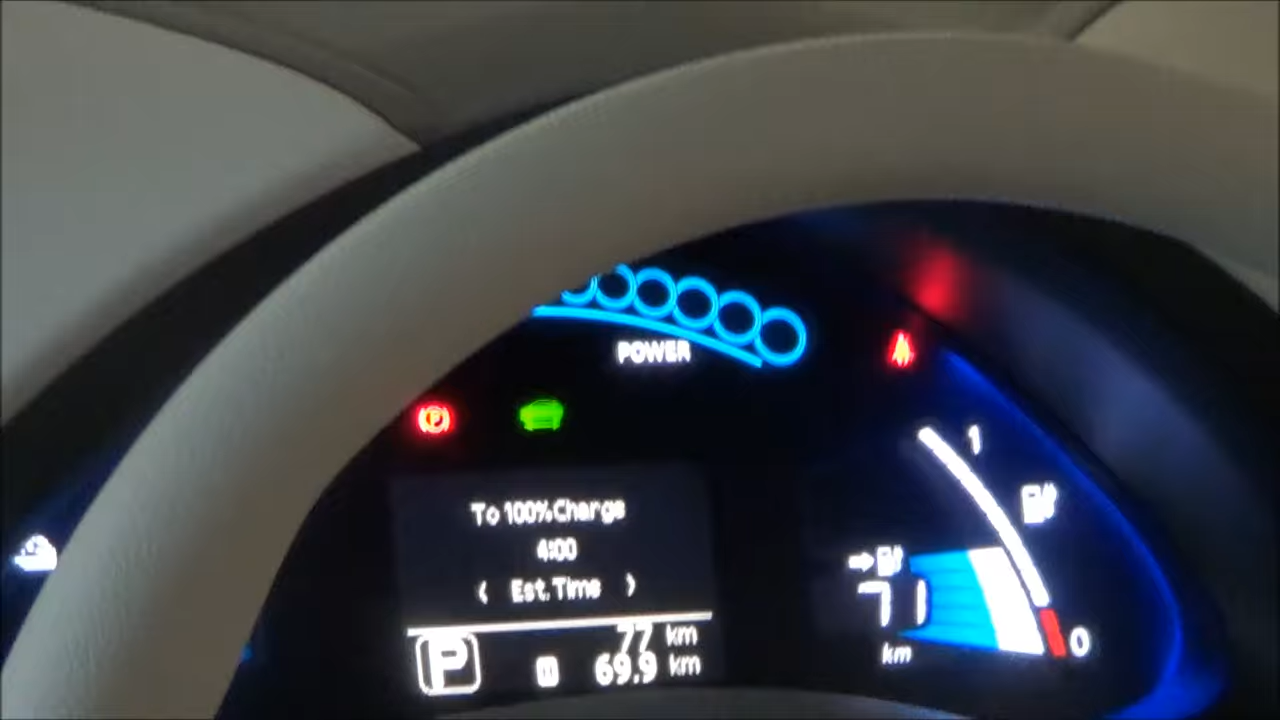 POWER
P
1
To 100% Charge
4:00
< Est. Time >
P
77 km
69.9 km
71
km
0